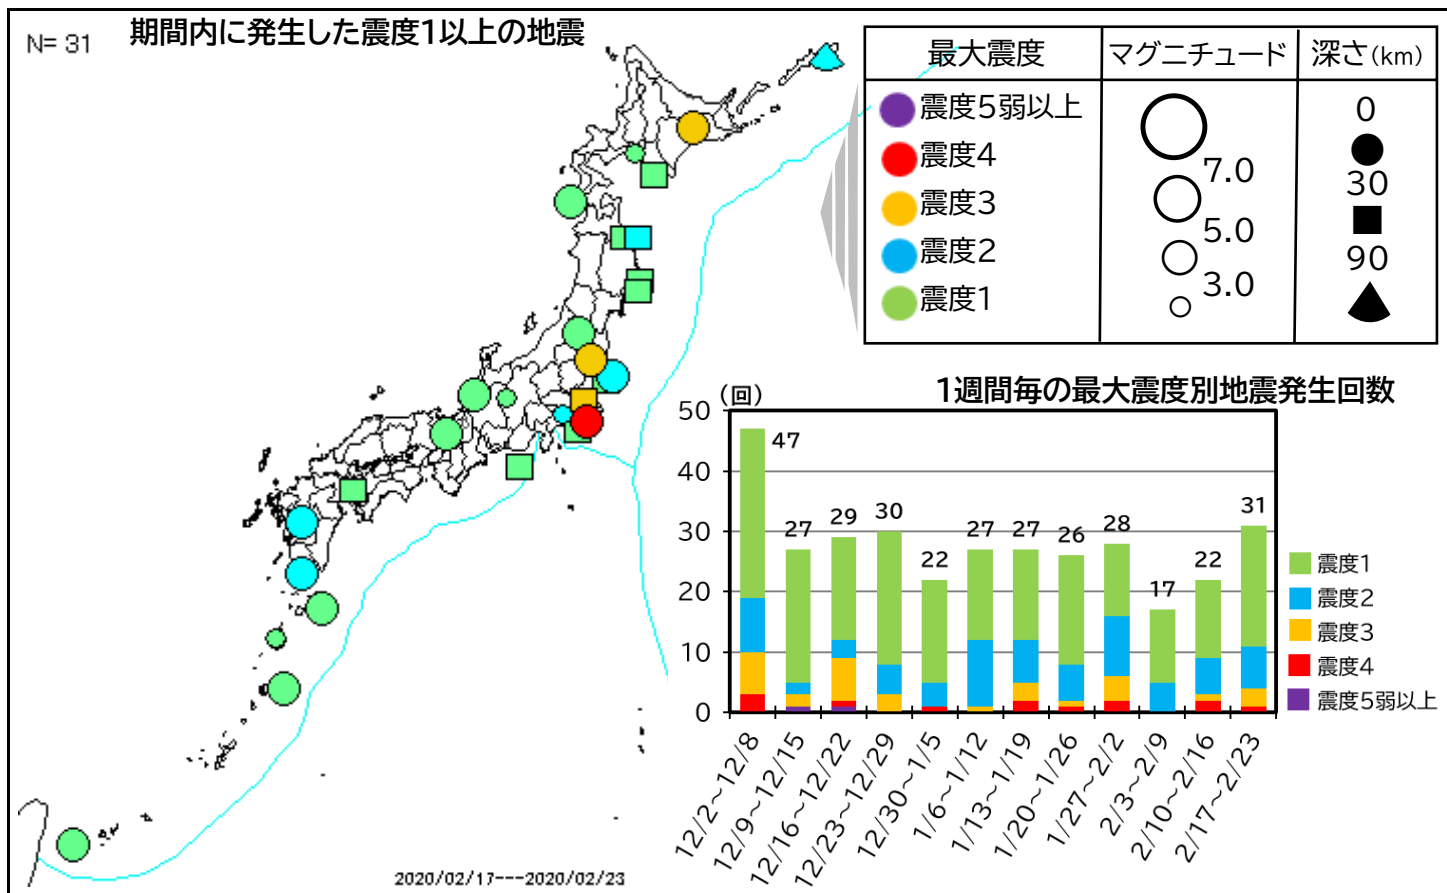 N= 31
期間内に発生した震度1以上の地震
最大震度
マグニチュード
深さ(km)
震度5弱以上
震度4
震度3
震度2
震度1
7.0
5.0
3.0
0
30
90
1週間毎の最大震度別地震発生回数
(回)
50
40
30
20
10
0
47
27
29
30
22
27
27
26
28
17
22
31
震度1
震度2
震度3
震度4
震度5弱以上
12/2~12/8
12/9~12/15
12/16~12/22
12/23~12/29
12/30~1/5
1/6~1/12
1/13~1/19
1/20~1/26
1/27~2/2
2/3~2/9
2/10~2/16
2/17~2/23
2020/02/17---2020/02/23